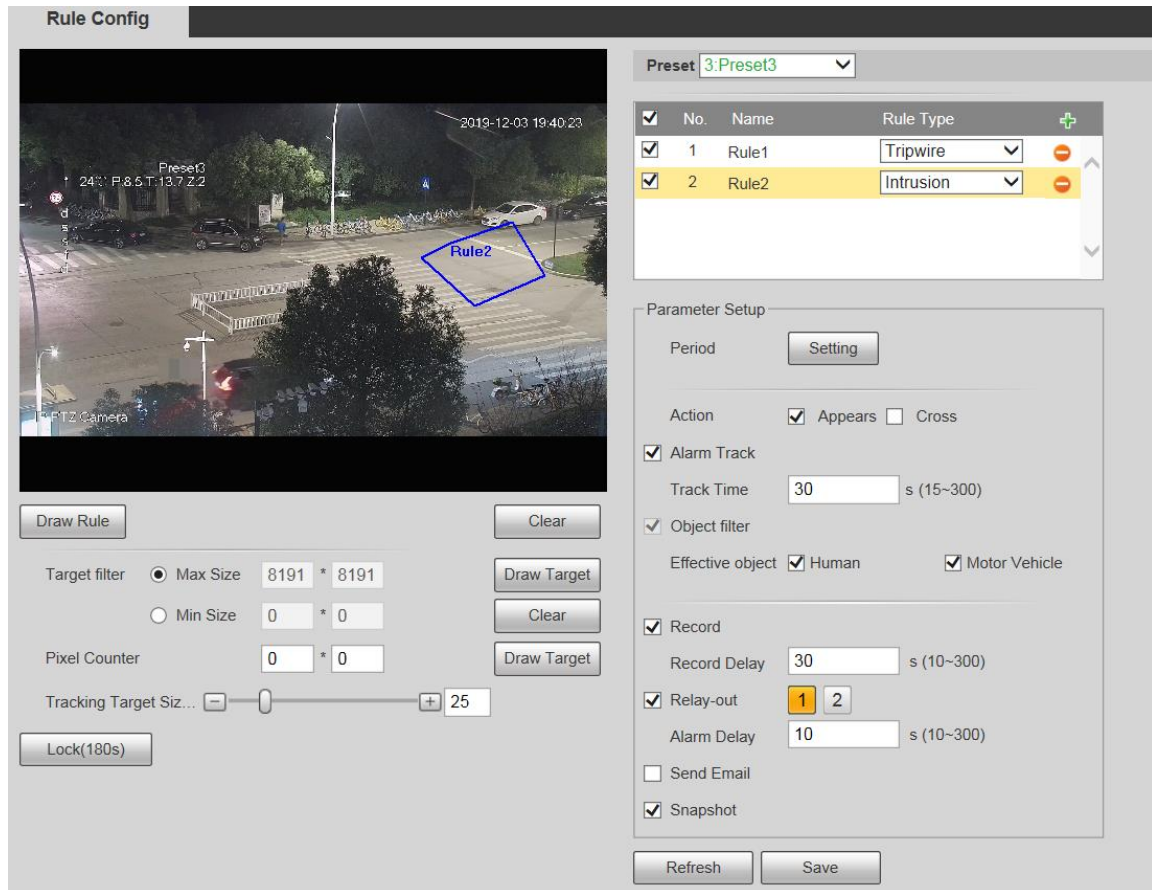 Rule Config
2019-12-03 19:40:23
Preset3
Rule2
PTZ Camera
Draw Rule
Clear
Target filter Max Size 8191 * 8191 Draw Target
Min Size 0 * 0 Clear
Pixel Counter 0 * 0 Draw Target
Tracking Target Siz... 25
Lock(180s)
Preset 3:Preset3
No. Name Rule Type
1 Rule1 Tripwire
2 Rule2 Intrusion
Parameter Setup
Period Setting
Action Appears Cross
Alarm Track
Track Time 30 s (15~300)
Object filter
Effective object Human Motor Vehicle
Record
Record Delay 30 s (10~300)
Relay-out 1 2
Alarm Delay 10 s (10~300)
Send Email
Snapshot
Refresh Save